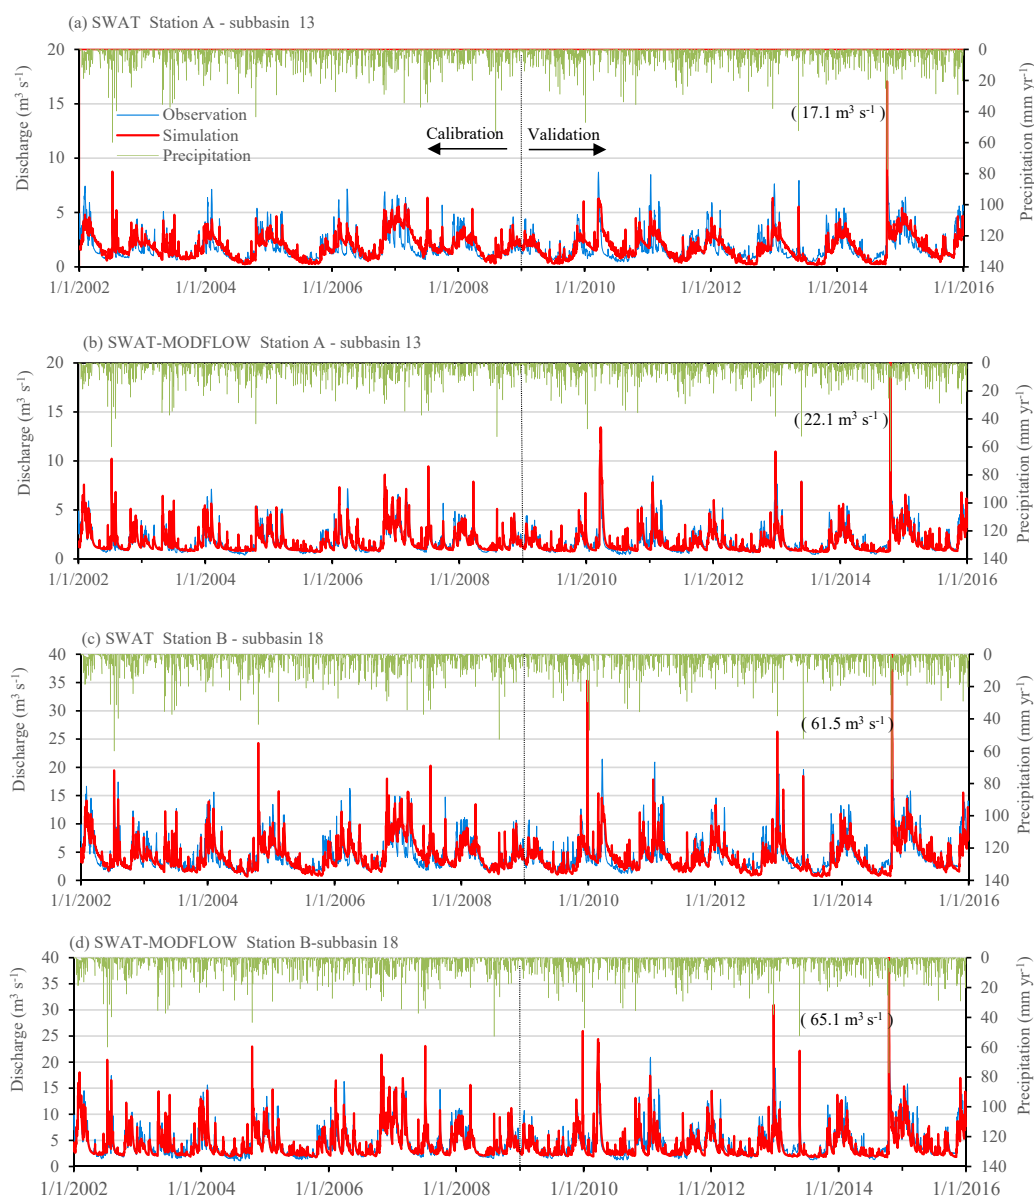 (a) SWAT Station A - subbasin 13
Discharge (m³ s⁻¹)
20
15
10
5
0
Observation
Simulation
Precipitation
Calibration
Validation
( 17.1 m³ s⁻¹ )
0
20
40
60
80
100
120
140
Precipitation (mm yr⁻¹)
1/1/2002 1/1/2004 1/1/2006 1/1/2008 1/1/2010 1/1/2012 1/1/2014 1/1/2016
(b) SWAT-MODFLOW Station A - subbasin 13
Discharge (m³ s⁻¹)
20
15
10
5
0
( 22.1 m³ s⁻¹ )
0
20
40
60
80
100
120
140
Precipitation (mm yr⁻¹)
1/1/2002 1/1/2004 1/1/2006 1/1/2008 1/1/2010 1/1/2012 1/1/2014 1/1/2016
(c) SWAT Station B - subbasin 18
Discharge (m³ s⁻¹)
40
35
30
25
20
15
10
5
0
( 61.5 m³ s⁻¹ )
0
20
40
60
80
100
120
140
Precipitation (mm yr⁻¹)
1/1/2002 1/1/2004 1/1/2006 1/1/2008 1/1/2010 1/1/2012 1/1/2014 1/1/2016
(d) SWAT-MODFLOW Station B-subbasin 18
Discharge (m³ s⁻¹)
40
35
30
25
20
15
10
5
0
( 65.1 m³ s⁻¹ )
0
20
40
60
80
100
120
140
Precipitation (mm yr⁻¹)
1/1/2002 1/1/2004 1/1/2006 1/1/2008 1/1/2010 1/1/2012 1/1/2014 1/1/2016